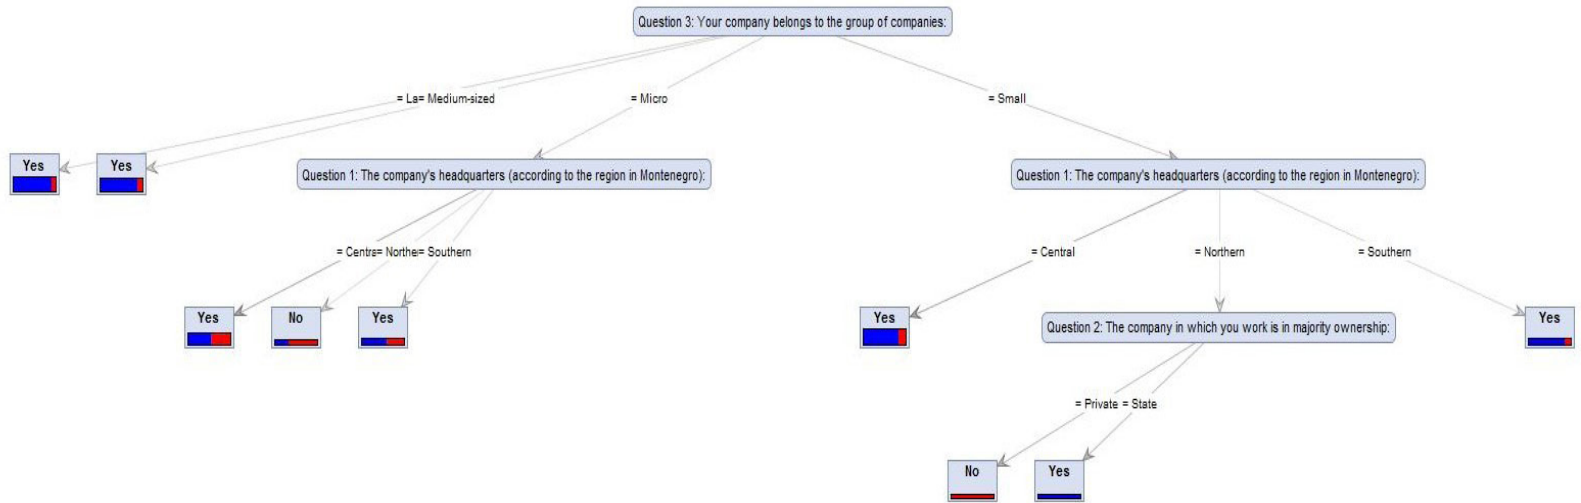 Question 3: Your company belongs to the group of companies:
= La= Medium-sized
= Micro
= Small
Yes
Yes
Question 1: The company's headquarters (according to the region in Montenegro):
Question 1: The company's headquarters (according to the region in Montenegro):
= Centra= Northe= Southern
= Central
= Northern
= Southern
Yes
No
Yes
Yes
Question 2: The company in which you work is in majority ownership:
Yes
= Private = State
No
Yes